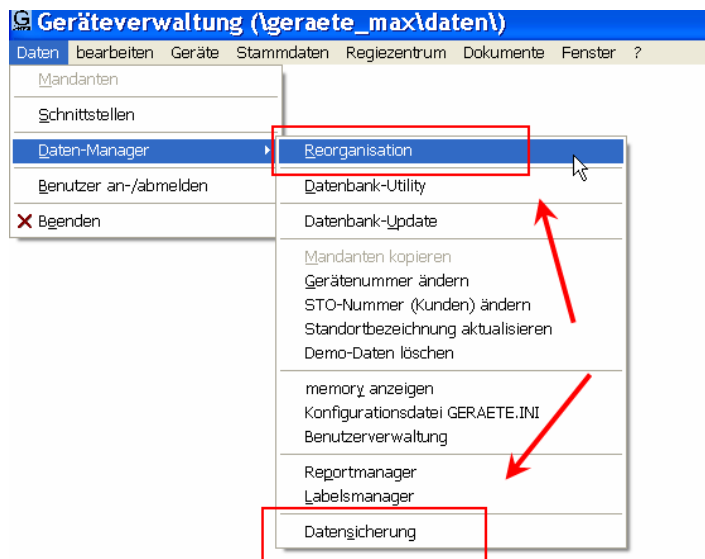 Geräteverwaltung (\geraete_max\daten\)
Daten bearbeiten Geräte Stammdaten Regiezentrum Dokumente Fenster ?
Mandanten
Schnittstellen
Daten-Manager
Benutzer an-/abmelden
Beenden
Reorganisation
Datenbank-Utility
Datenbank-Update
Mandanten kopieren
Gerätenummer ändern
STO-Nummer (Kunden) ändern
Standortbezeichnung aktualisieren
Demo-Daten löschen
memory anzeigen
Konfigurationsdatei GERAETE.INI
Benutzerverwaltung
Reportmanager
Labelsmanager
Datensicherung